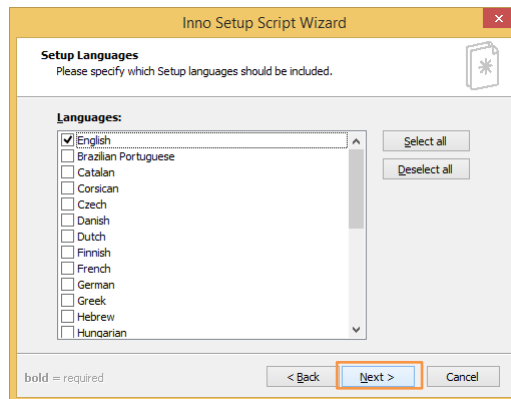 Inno Setup Script Wizard
Setup Languages
Please specify which Setup languages should be included.
Languages:
English
Brazilian Portuguese
Catalan
Corsican
Czech
Danish
Dutch
Finnish
French
German
Greek
Hebrew
Hungarian
Select all
Deselect all
bold = required
< Back
Next >
Cancel